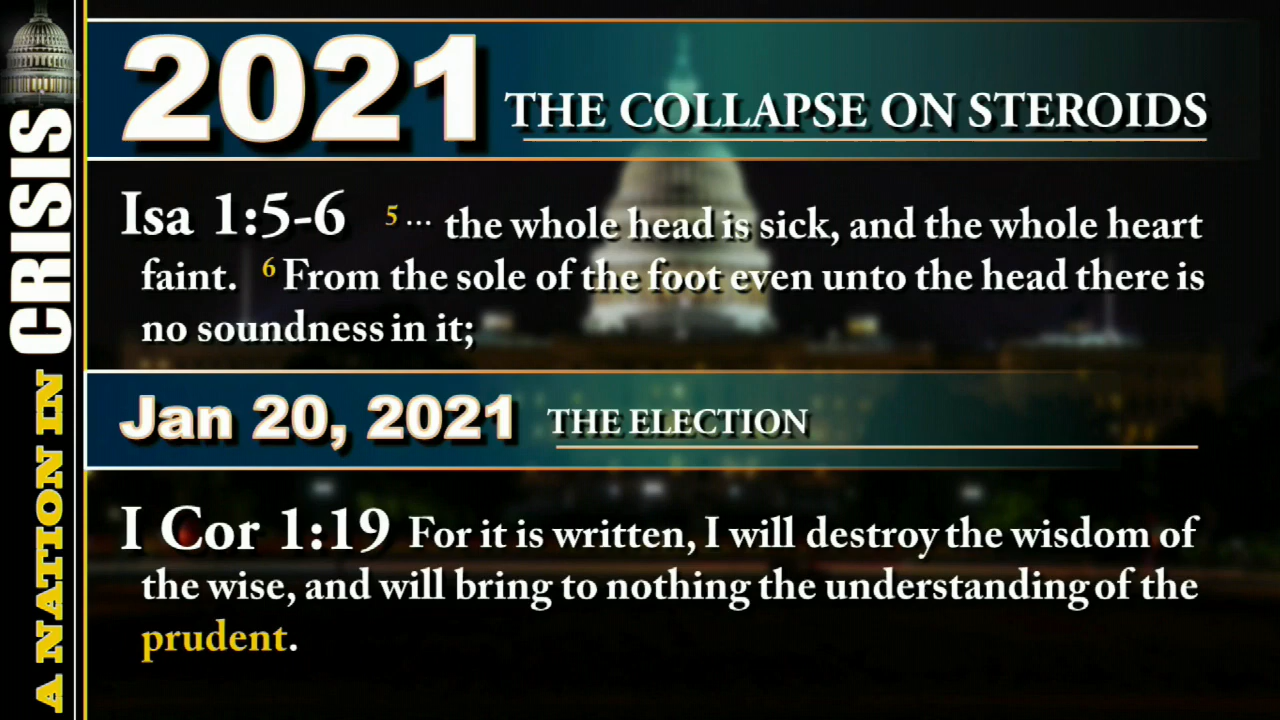 2021 THE COLLAPSE ON STEROIDS
Isa 1:5-6 5 ... the whole head is sick, and the whole heart
faint. 6 From the sole of the foot even unto the head there is
no soundness in it;
Jan 20, 2021 THE ELECTION
I Cor 1:19 For it is written, I will destroy the wisdom of
the wise, and will bring to nothing the understanding of the
prudent.
A NATION IN CRISIS